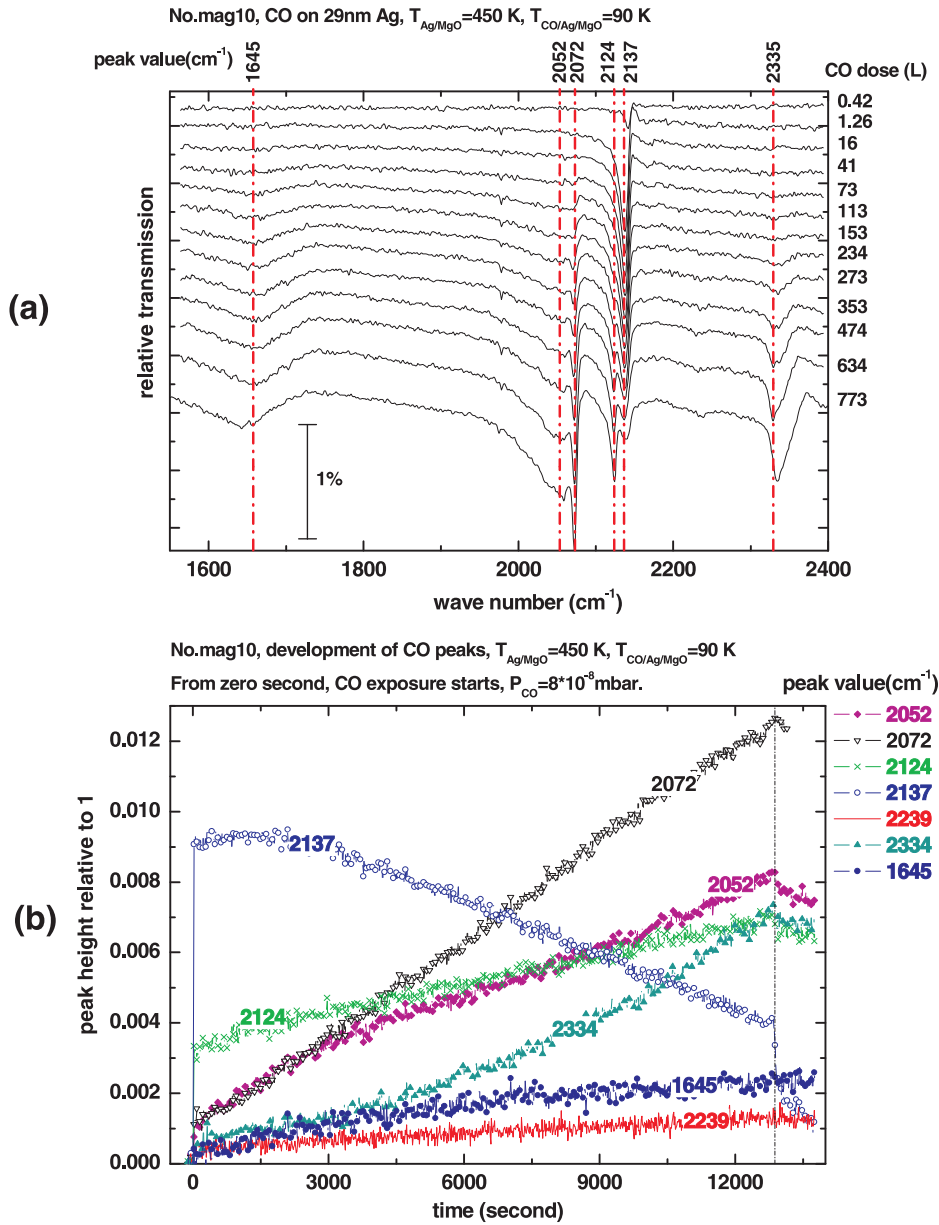 No.mag10, CO on 29nm Ag, T_Ag/MgO=450 K, T_CO/Ag/MgO=90 K
peak value(cm⁻¹)
1645
2052
2072
2124
2137
2335
CO dose (L)
0.42
1.26
16
41
73
113
153
234
273
353
474
634
773
(a)
relative transmission
1%
1600 1800 2000 2200 2400
wave number (cm⁻¹)
No.mag10, development of CO peaks, T_Ag/MgO=450 K, T_CO/Ag/MgO=90 K
From zero second, CO exposure starts, P_CO=8*10⁻⁸mbar.
peak value(cm⁻¹)
2052
2072
2124
2137
2239
2334
1645
(b)
peak height relative to 1
0.012
0.010
0.008
0.006
0.004
0.002
0.000
2072
2137
2052
2124
2334
1645
2239
0 3000 6000 9000 12000
time (second)